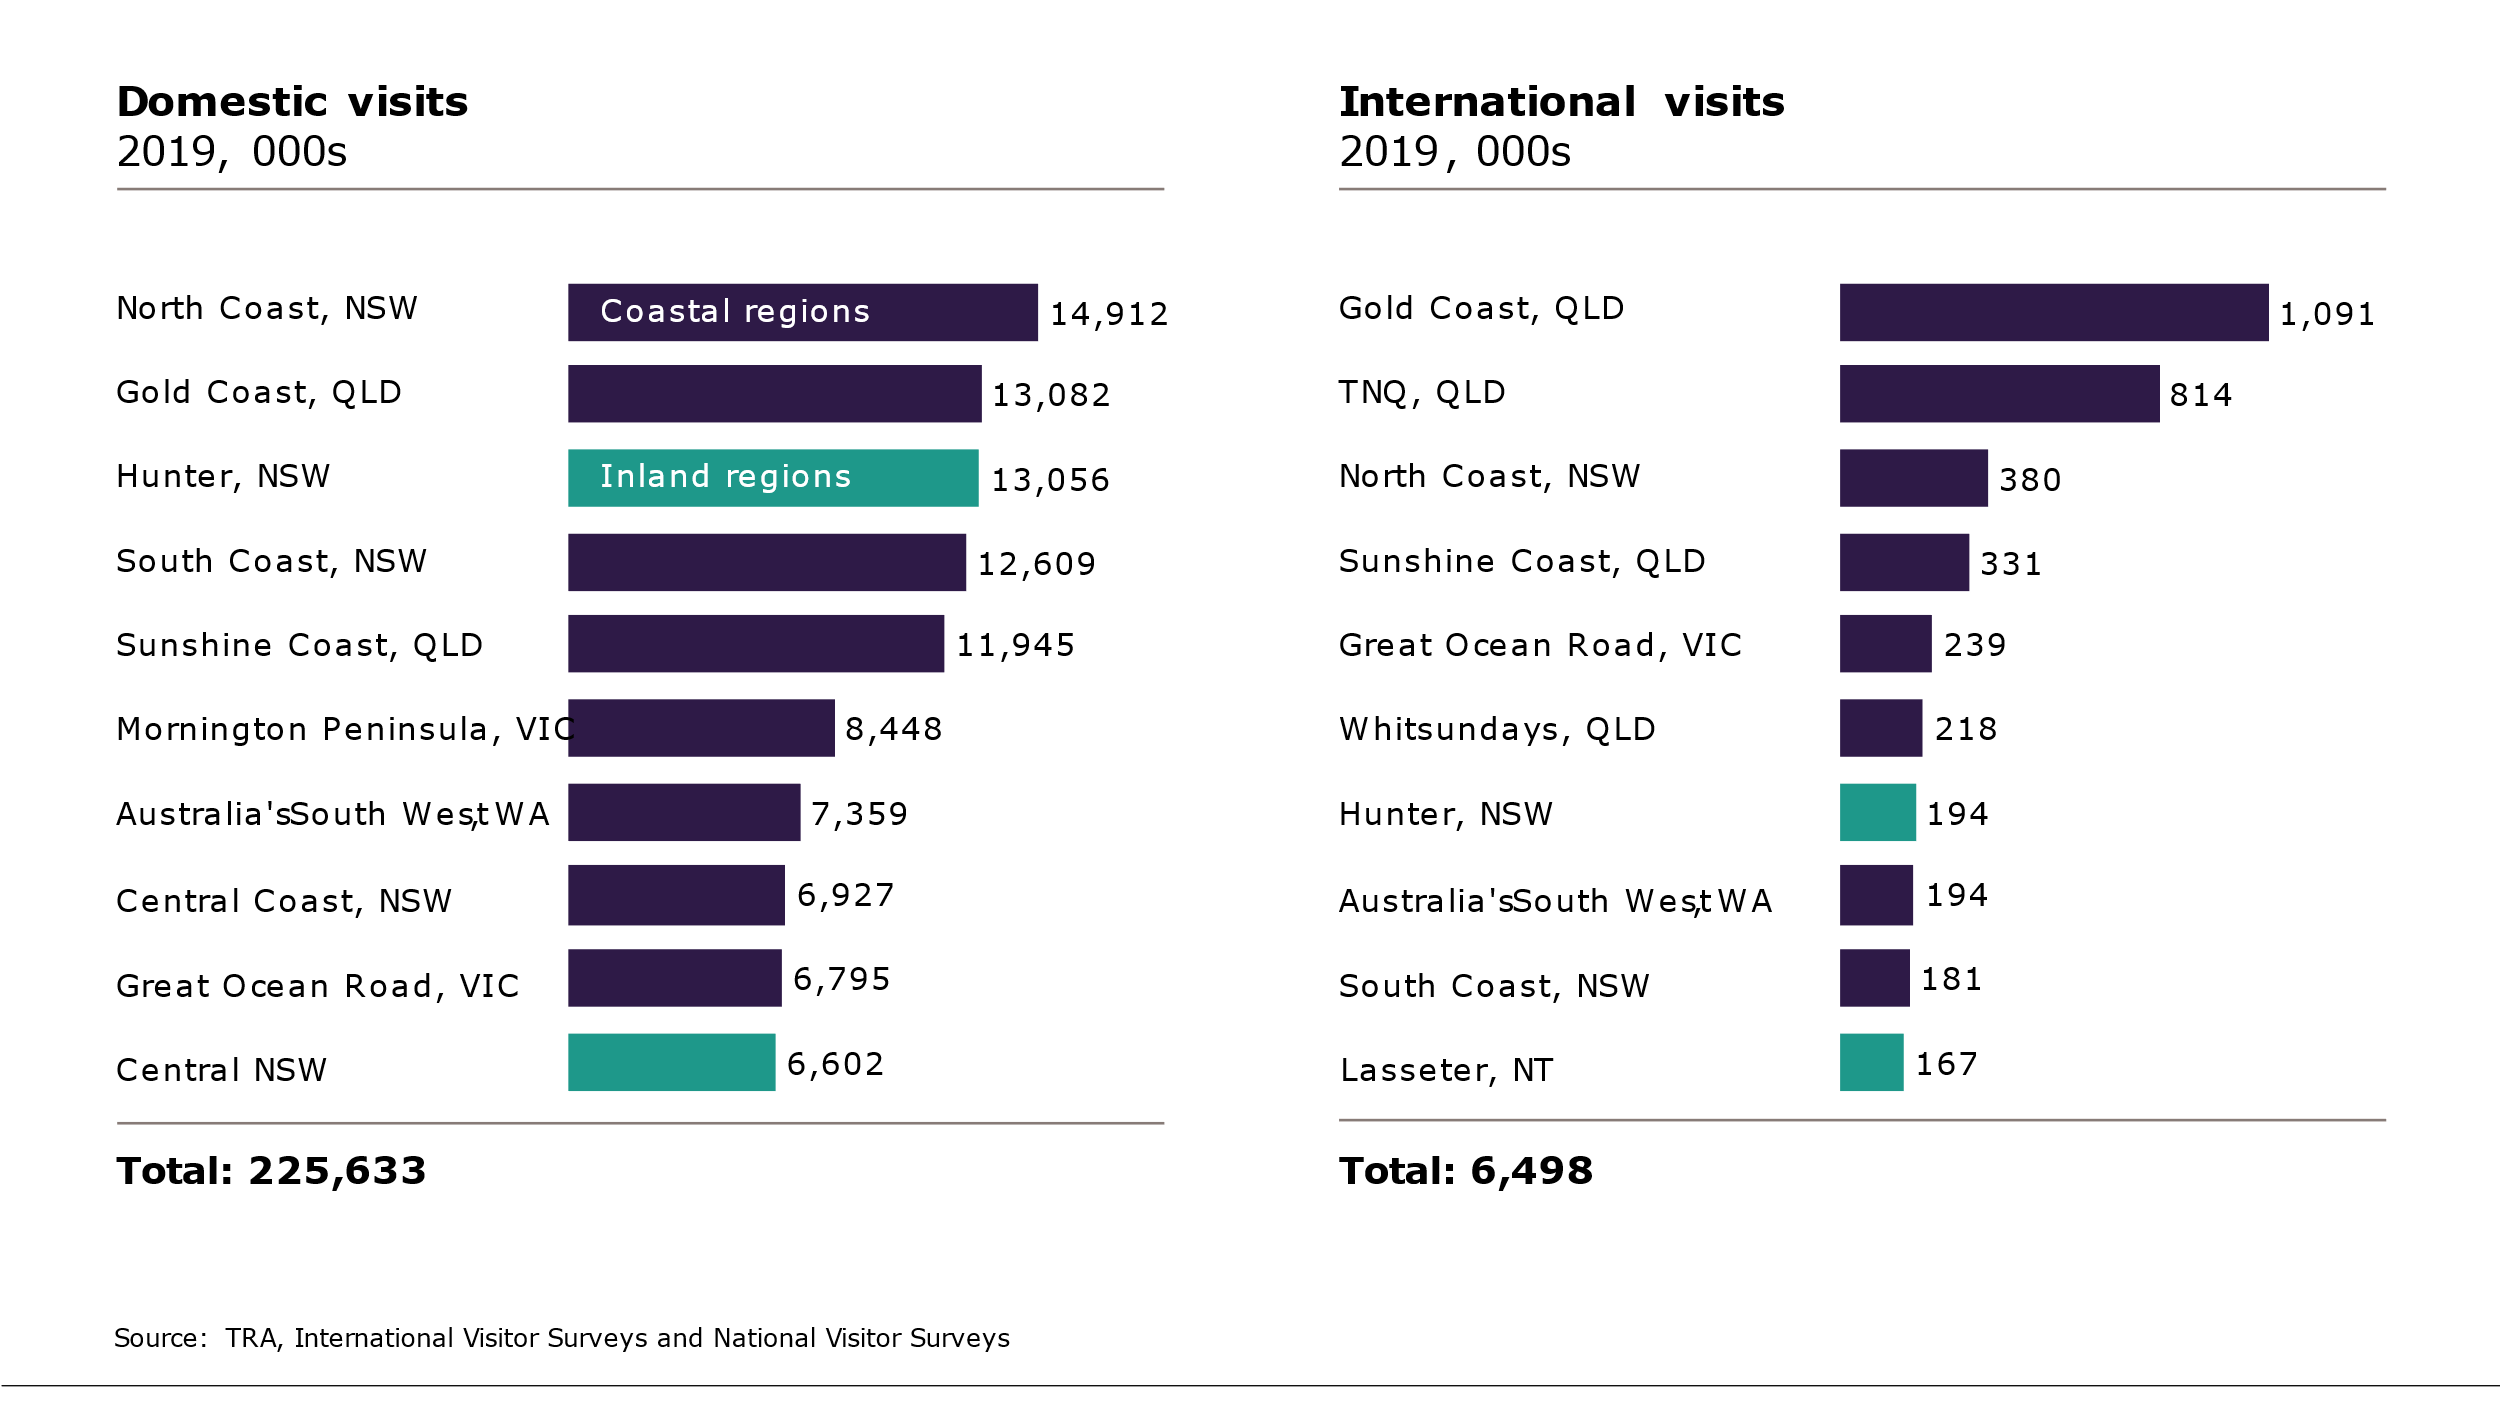 Domestic visits
2019, 000s
North Coast, NSW Coastal regions 14,912
Gold Coast, QLD 13,082
Hunter, NSW Inland regions 13,056
South Coast, NSW 12,609
Sunshine Coast, QLD 11,945
Mornington Peninsula, VIC 8,448
Australia's South West, WA 7,359
Central Coast, NSW 6,927
Great Ocean Road, VIC 6,795
Central NSW 6,602
Total: 225,633
International visits
2019, 000s
Gold Coast, QLD 1,091
TNQ, QLD 814
North Coast, NSW 380
Sunshine Coast, QLD 331
Great Ocean Road, VIC 239
Whitsundays, QLD 218
Hunter, NSW 194
Australia's South West, WA 194
South Coast, NSW 181
Lasseter, NT 167
Total: 6,498
Source: TRA, International Visitor Surveys and National Visitor Surveys